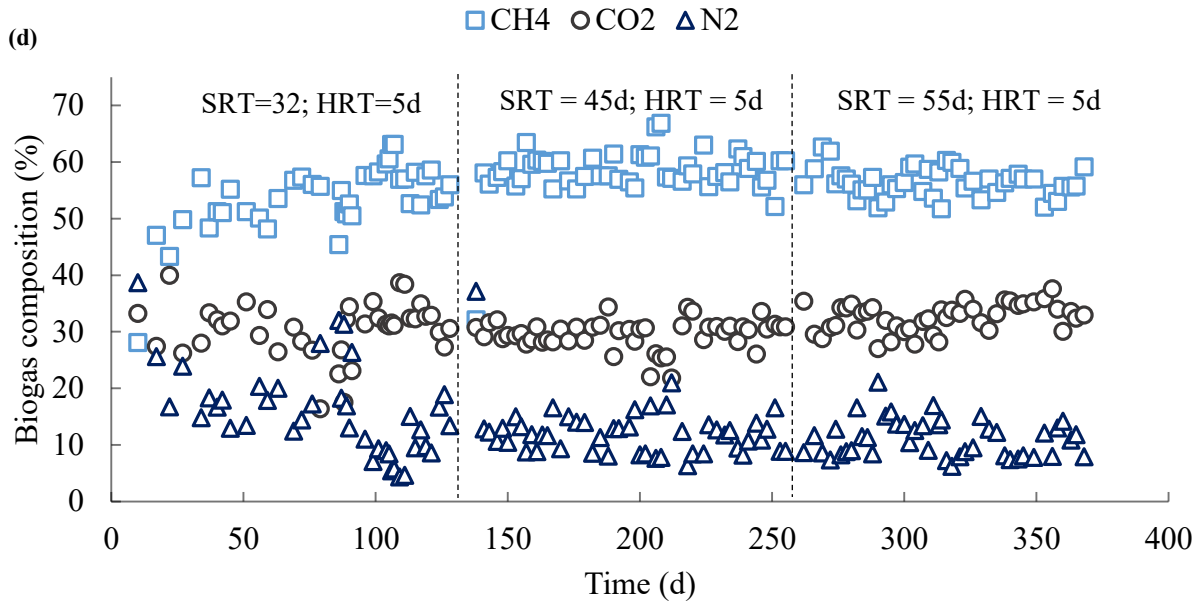 CH4 CO2 N2
(d)
SRT=32; HRT=5d
SRT = 45d; HRT = 5d
SRT = 55d; HRT = 5d
Biogas composition (%)
70
60
50
40
30
20
10
0
0 50 100 150 200 250 300 350 400
Time (d)